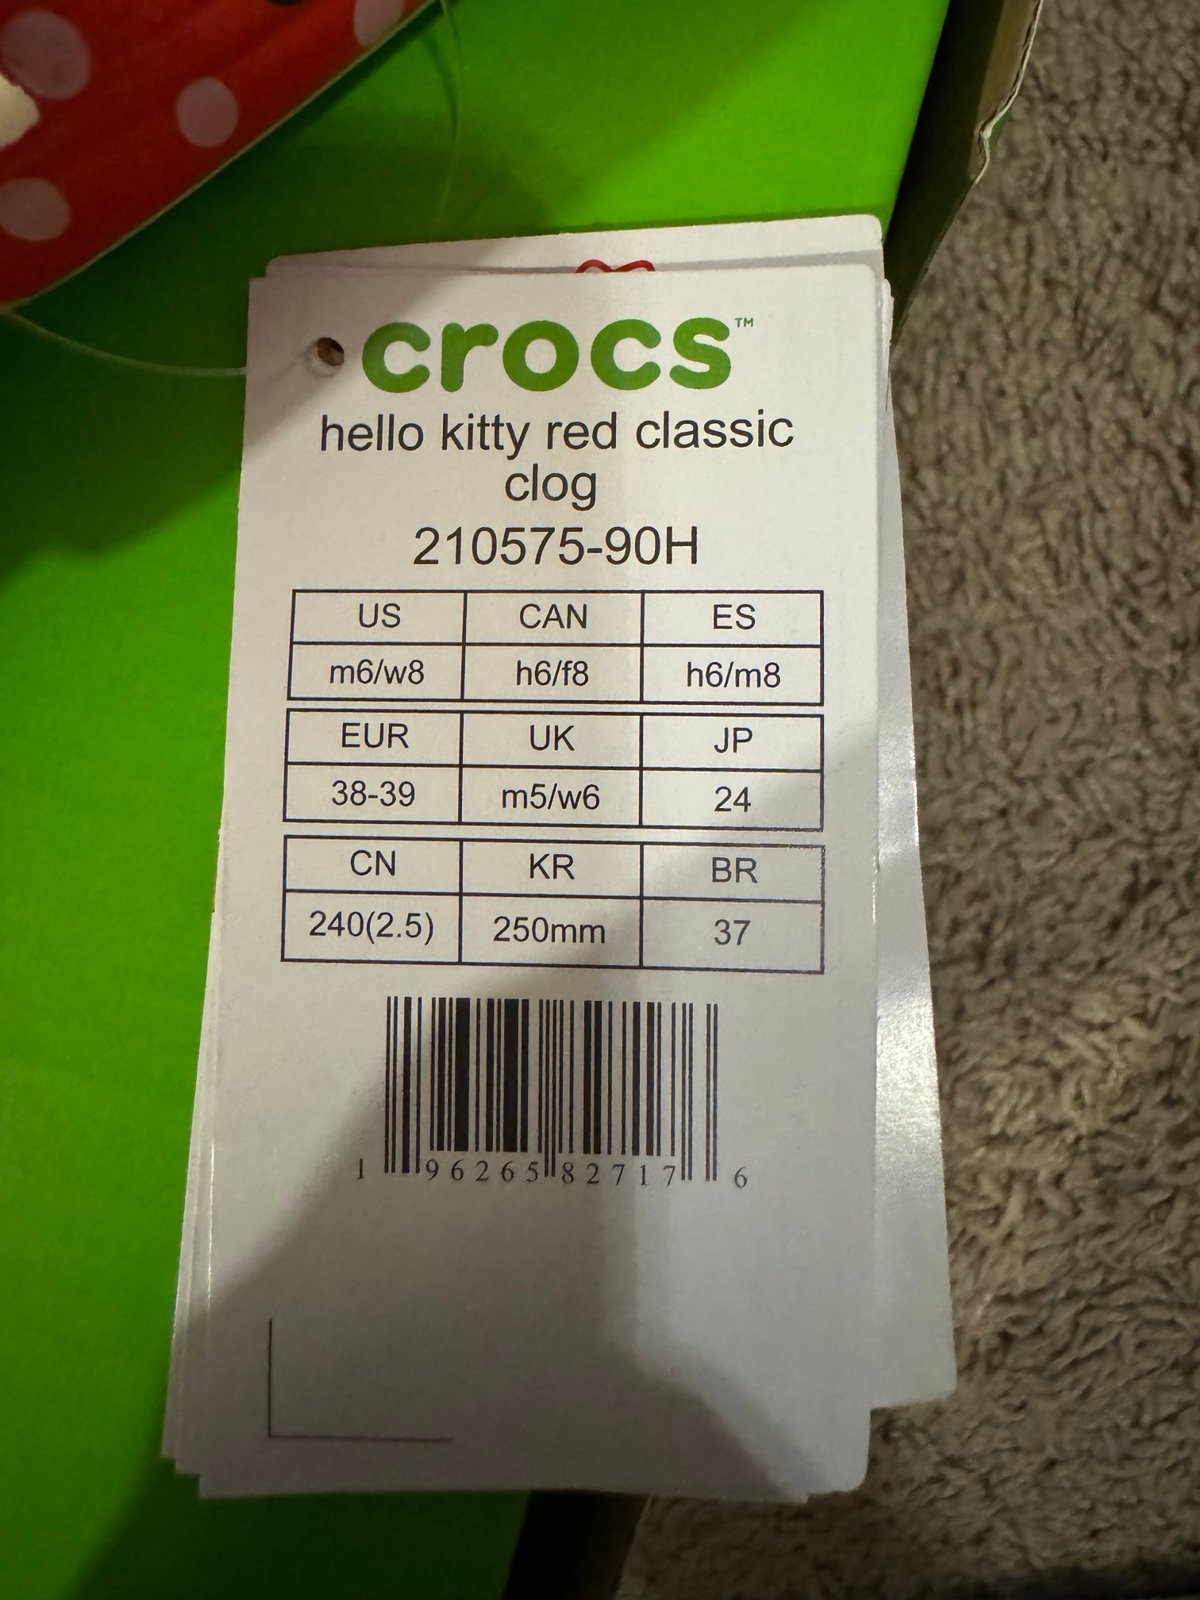 crocs™
hello kitty red classic
clog
210575-90H
US CAN ES
m6/w8 h6/f8 h6/m8
EUR UK JP
38-39 m5/w6 24
CN KR BR
240(2.5) 250mm 37
1 96265 82717 6